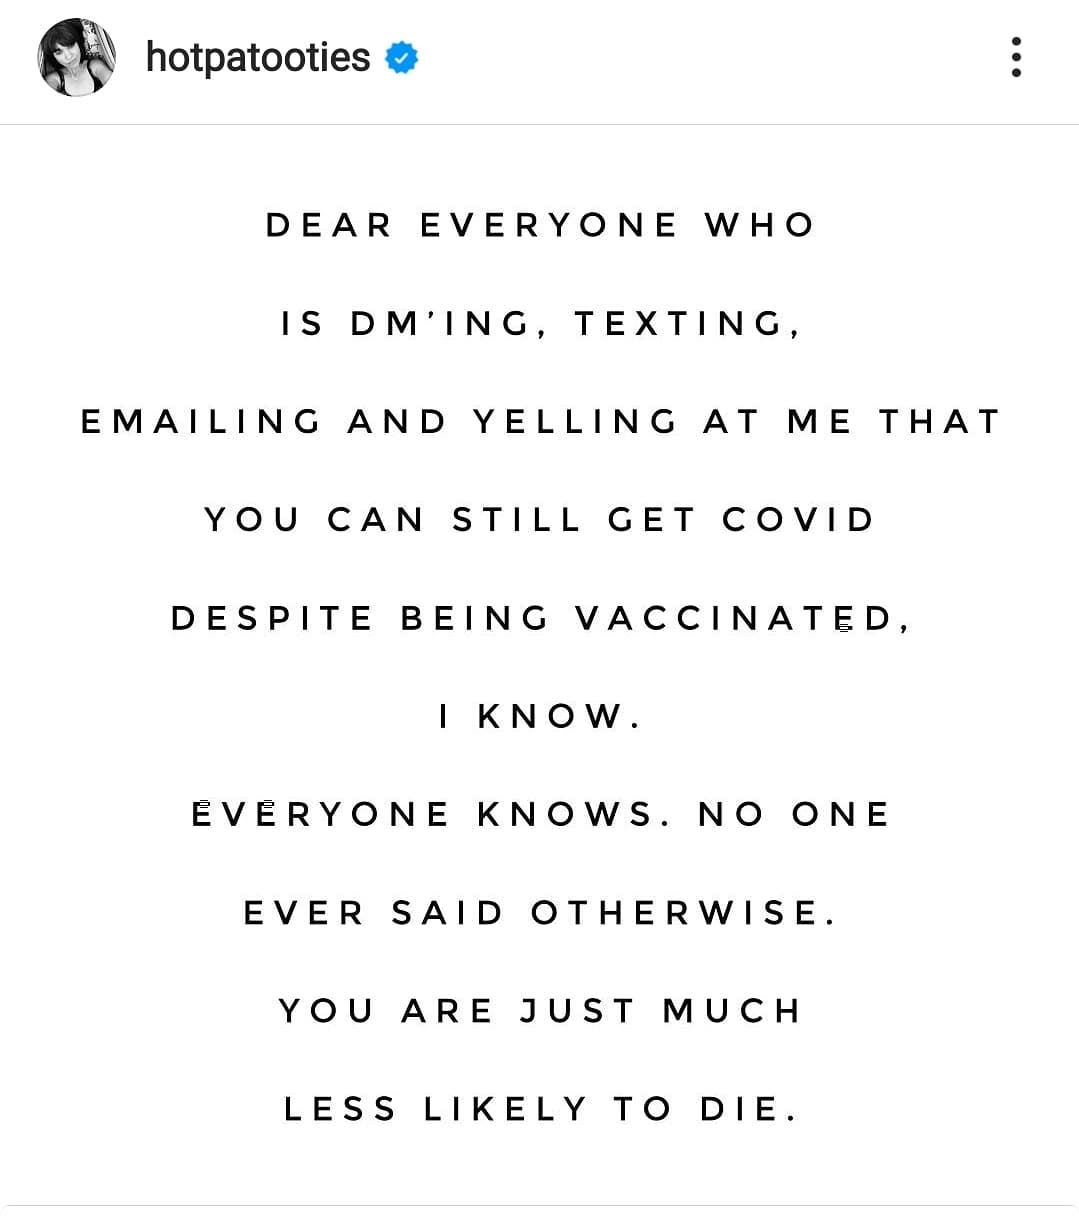 hotpatooties
DEAR EVERYONE WHO
IS DM'ING, TEXTING,
EMAILING AND YELLING AT ME THAT
YOU CAN STILL GET COVID
DESPITE BEING VACCINATED,
I KNOW.
EVERYONE KNOWS. NO ONE
EVER SAID OTHERWISE.
YOU ARE JUST MUCH
LESS LIKELY TO DIE.